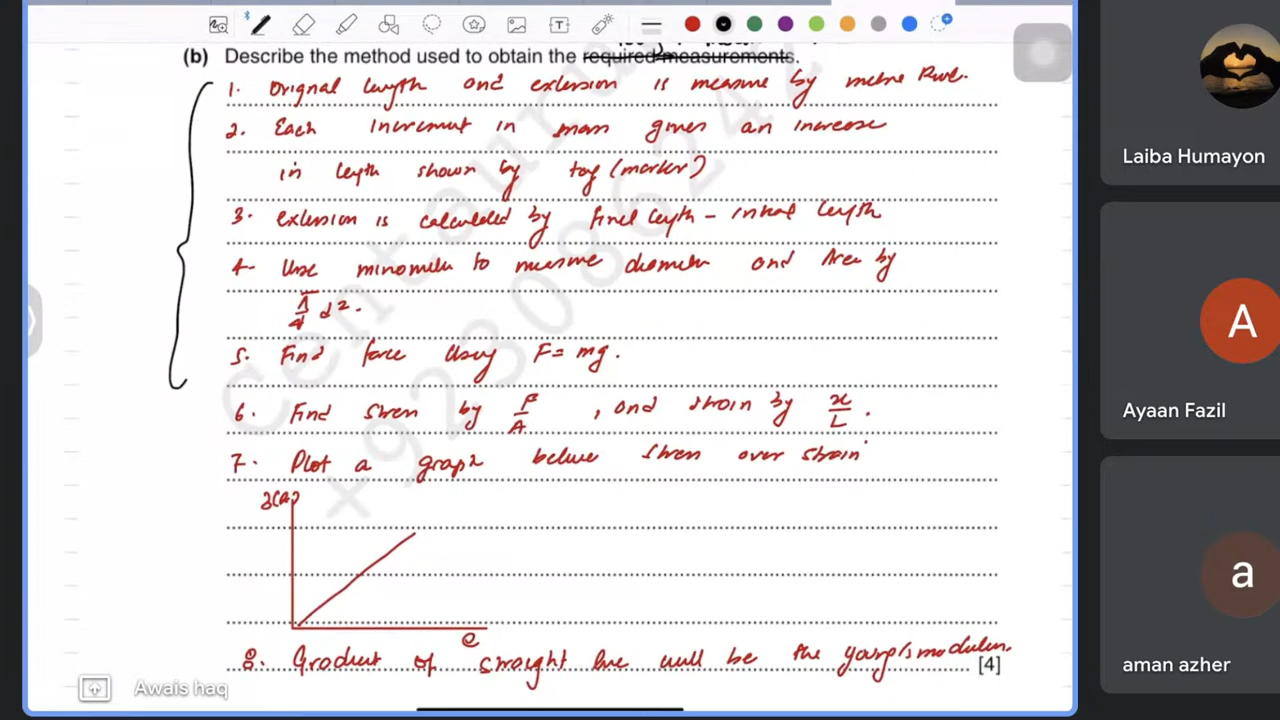 (b) Describe the method used to obtain the required measurements.
1. Orignal length and extension is measure by metre Rule.
2. Each increment in mass gives an increase
in length shown by tag (marker)
3. extension is calculated by final length - initial length
4. Use micrometer to measure diameter and Area by
π/4 d².
5. Find force using F = mg.
6. Find stress by F/A, and strain by x/L.
7. Plot a graph between stress over strain
e
8. Gradient of straight line will be the young's modulus.
[4]
Centaurus
+92308624
Awais haq
Laiba Humayon
A
Ayaan Fazil
a
aman azher